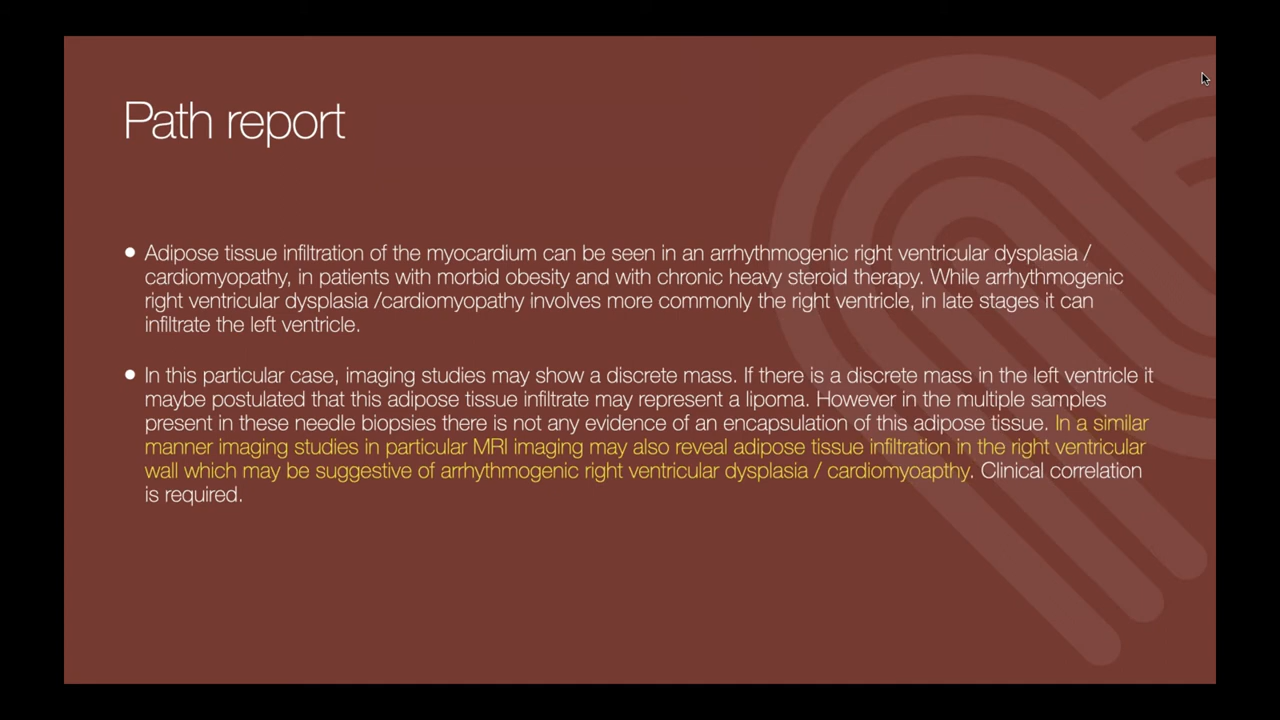 Path report
• Adipose tissue infiltration of the myocardium can be seen in an arrhythmogenic right ventricular dysplasia /
cardiomyopathy, in patients with morbid obesity and with chronic heavy steroid therapy. While arrhythmogenic
right ventricular dysplasia /cardiomyopathy involves more commonly the right ventricle, in late stages it can
infiltrate the left ventricle.
• In this particular case, imaging studies may show a discrete mass. If there is a discrete mass in the left ventricle it
maybe postulated that this adipose tissue infiltrate may represent a lipoma. However in the multiple samples
present in these needle biopsies there is not any evidence of an encapsulation of this adipose tissue. In a similar
manner imaging studies in particular MRI imaging may also reveal adipose tissue infiltration in the right ventricular
wall which may be suggestive of arrhythmogenic right ventricular dysplasia / cardiomyoapthy. Clinical correlation
is required.